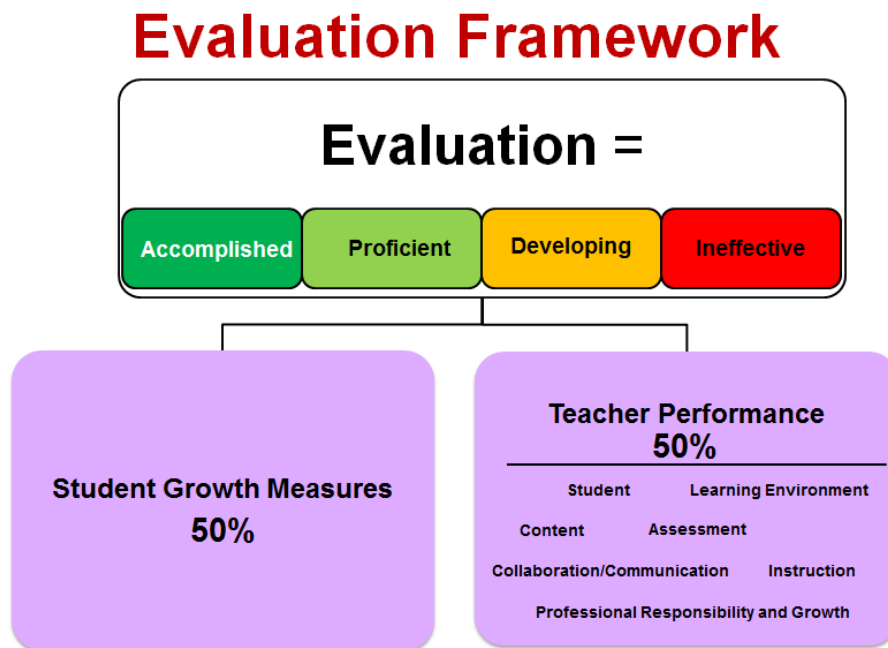 Evaluation Framework
Evaluation =
Accomplished Proficient Developing Ineffective
Student Growth Measures
50%
Teacher Performance
50%
Student Learning Environment
Content Assessment
Collaboration/Communication Instruction
Professional Responsibility and Growth